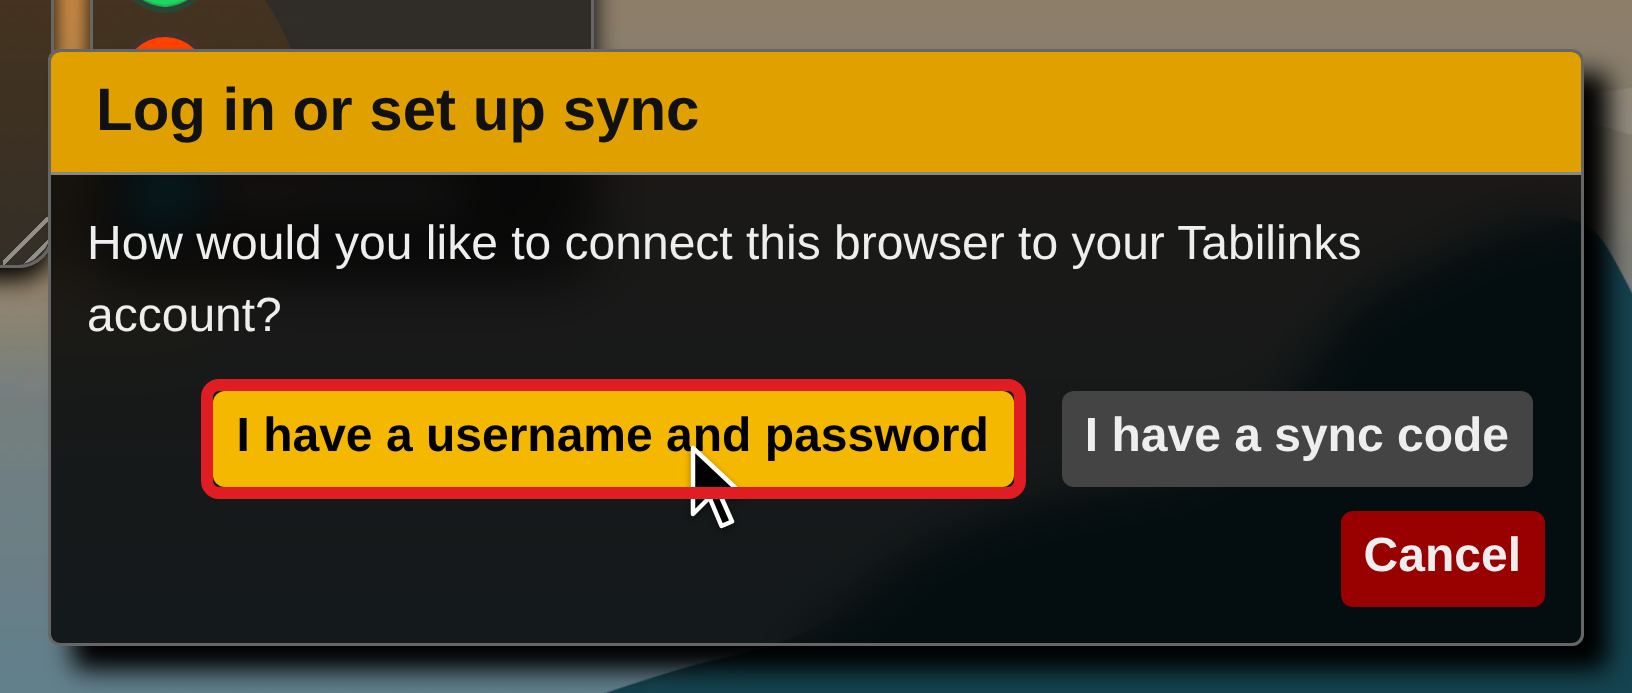 Log in or set up sync
How would you like to connect this browser to your Tabilinks
account?
I have a username and password
I have a sync code
Cancel